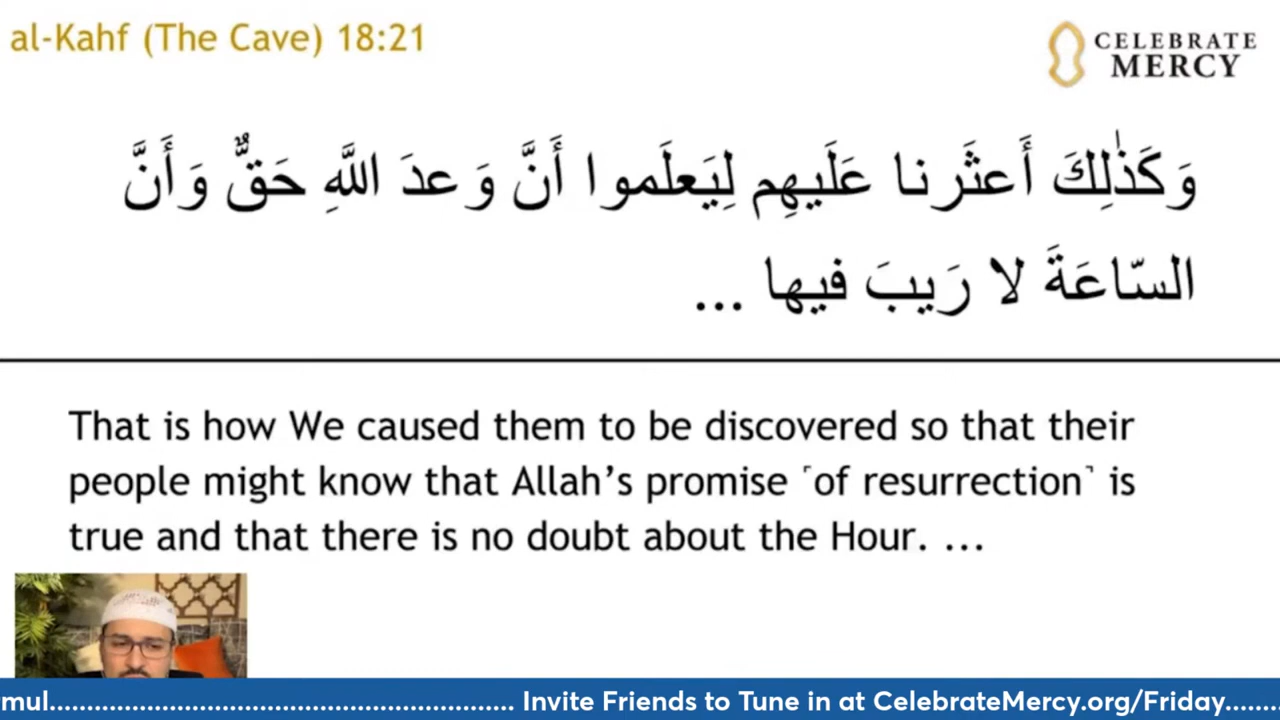 al-Kahf (The Cave) 18:21
CELEBRATE
MERCY
وَكَذٰلِكَ أَعثَرنا عَلَيهِم لِيَعلَموا أَنَّ وَعدَ اللَّهِ حَقٌّ وَأَنَّ
السّاعَةَ لا رَيبَ فيها ...
That is how We caused them to be discovered so that their
people might know that Allah’s promise ˹of resurrection˺ is
true and that there is no doubt about the Hour. ...
mul.................................................... Invite Friends to Tune in at CelebrateMercy.org/Friday........